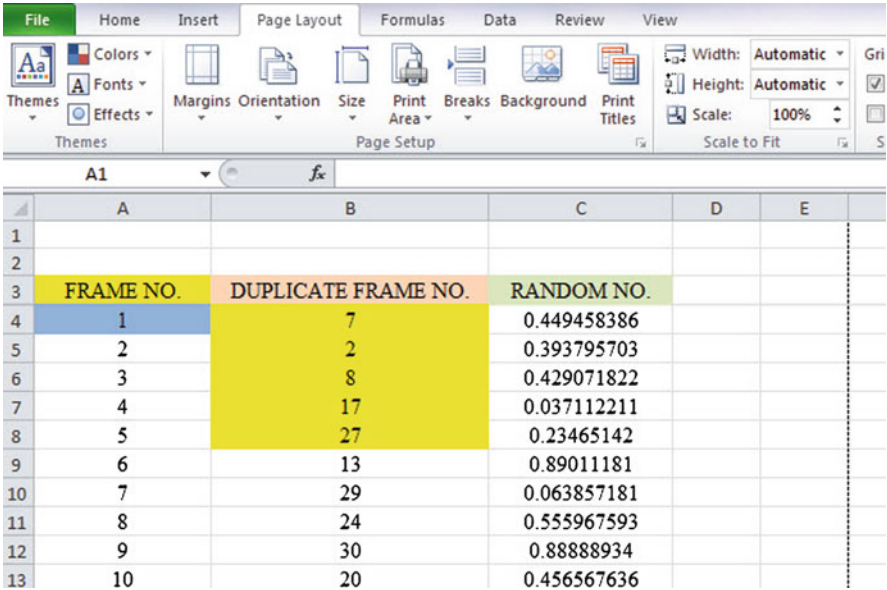 File Home Insert Page Layout Formulas Data Review View
Aa Colors Width: Automatic Gri
A Fonts Height: Automatic
Themes Effects Margins Orientation Size Print Area Breaks Background Print Titles Scale: 100%
Themes Page Setup Scale to Fit S
A1 fx
A B C D E
1
2
3 FRAME NO. DUPLICATE FRAME NO. RANDOM NO.
4 1 7 0.449458386
5 2 2 0.393795703
6 3 8 0.429071822
7 4 17 0.037112211
8 5 27 0.23465142
9 6 13 0.89011181
10 7 29 0.063857181
11 8 24 0.555967593
12 9 30 0.88888934
13 10 20 0.456567636